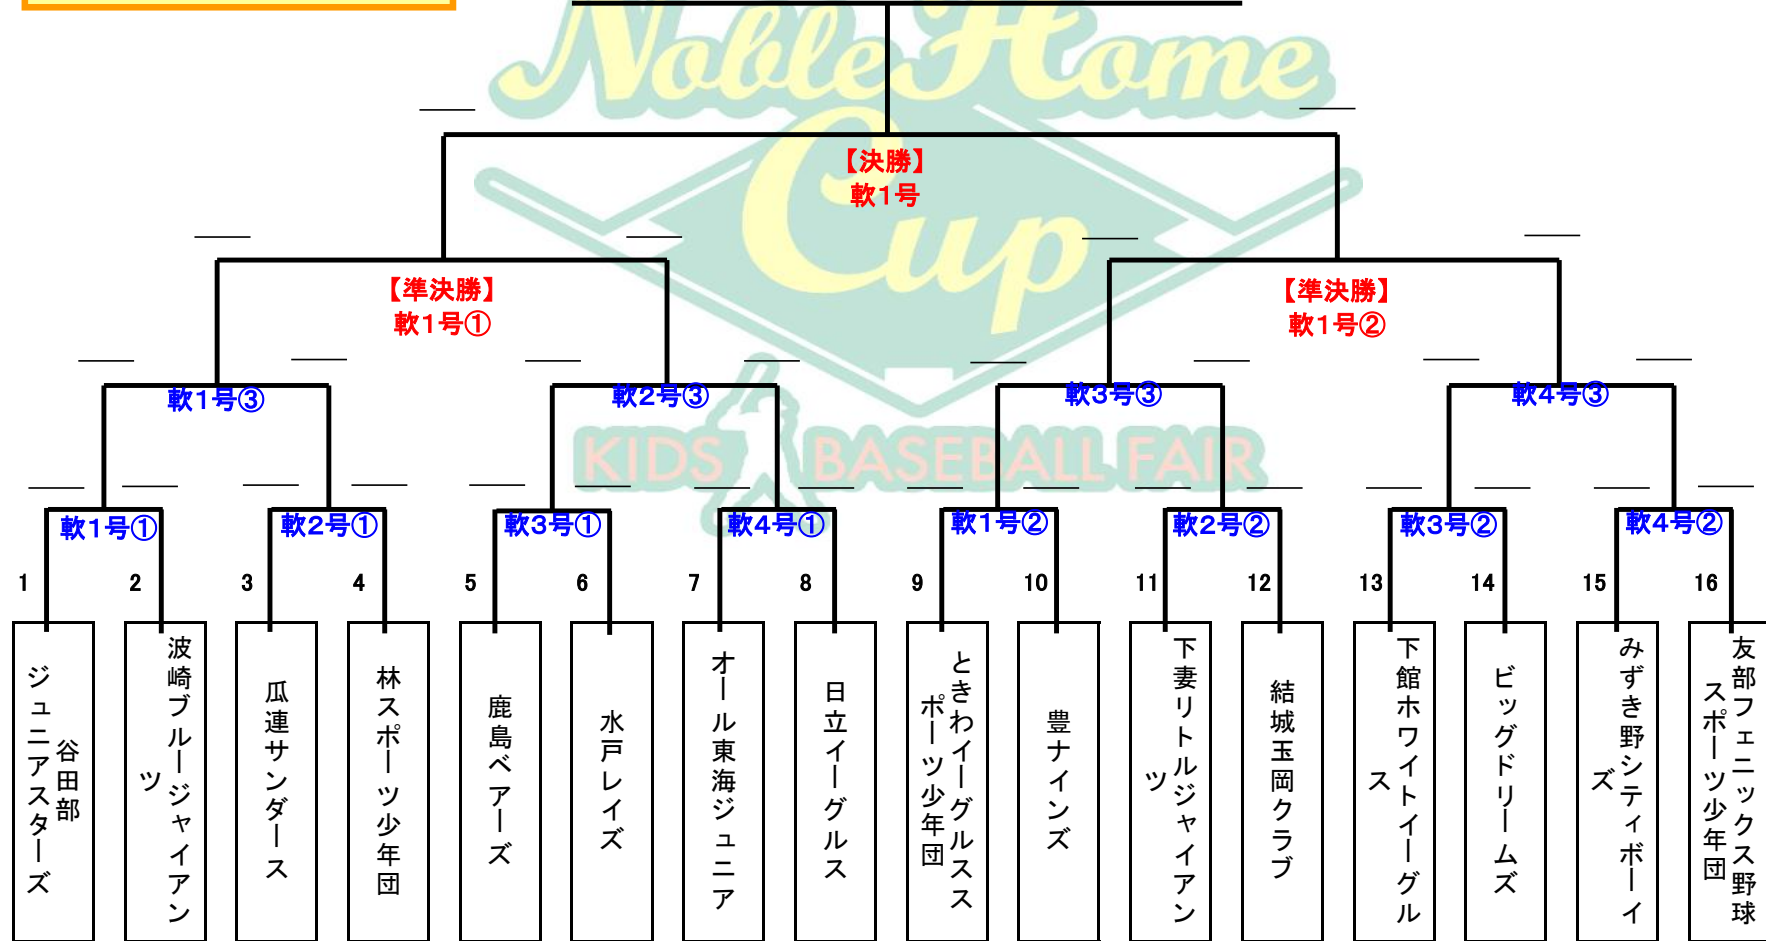 Noble Home
Cup
KIDS BASEBALL FAIR
【決勝】
軟1号
【準決勝】
軟1号①
【準決勝】
軟1号②
軟1号③
軟2号③
軟3号③
軟4号③
軟1号①
軟2号①
軟3号①
軟4号①
軟1号②
軟2号②
軟3号②
軟4号②
1
2
3
4
5
6
7
8
9
10
11
12
13
14
15
16
谷田部
ジュニアスターズ
波崎ブルージャイアン
ツ
瓜連サンダース
林スポーツ少年団
鹿島ベアーズ
水戸レイズ
オール東海ジュニア
日立イーグルス
ときわイーグルスス
ポーツ少年団
豊ナインズ
下妻リトルジャイアン
ツ
結城玉岡クラブ
下館ホワイトイーグル
ス
ビッグドリームズ
みずき野シティボーイ
ズ
友部フェニックス野球
スポーツ少年団